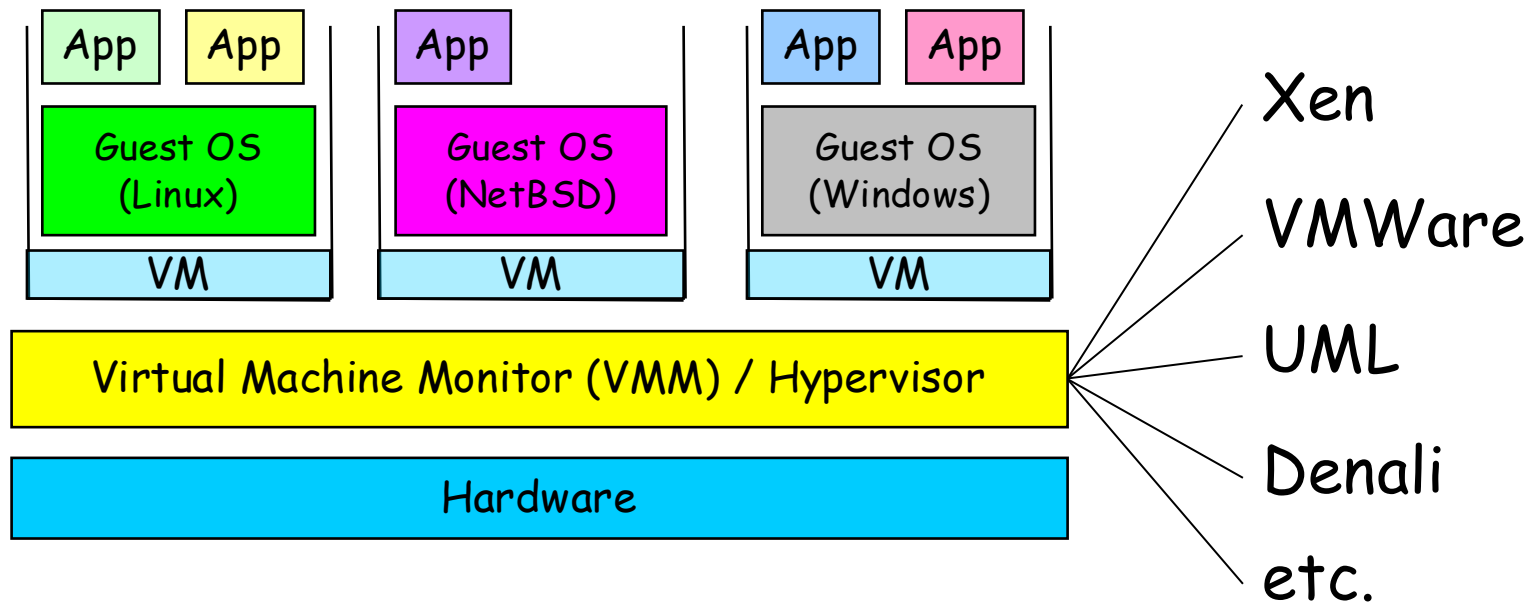 App
App
App
App
App
Guest OS
(Linux)
Guest OS
(NetBSD)
Guest OS
(Windows)
VM
VM
VM
Virtual Machine Monitor (VMM) / Hypervisor
Hardware
Xen
VMWare
UML
Denali
etc.